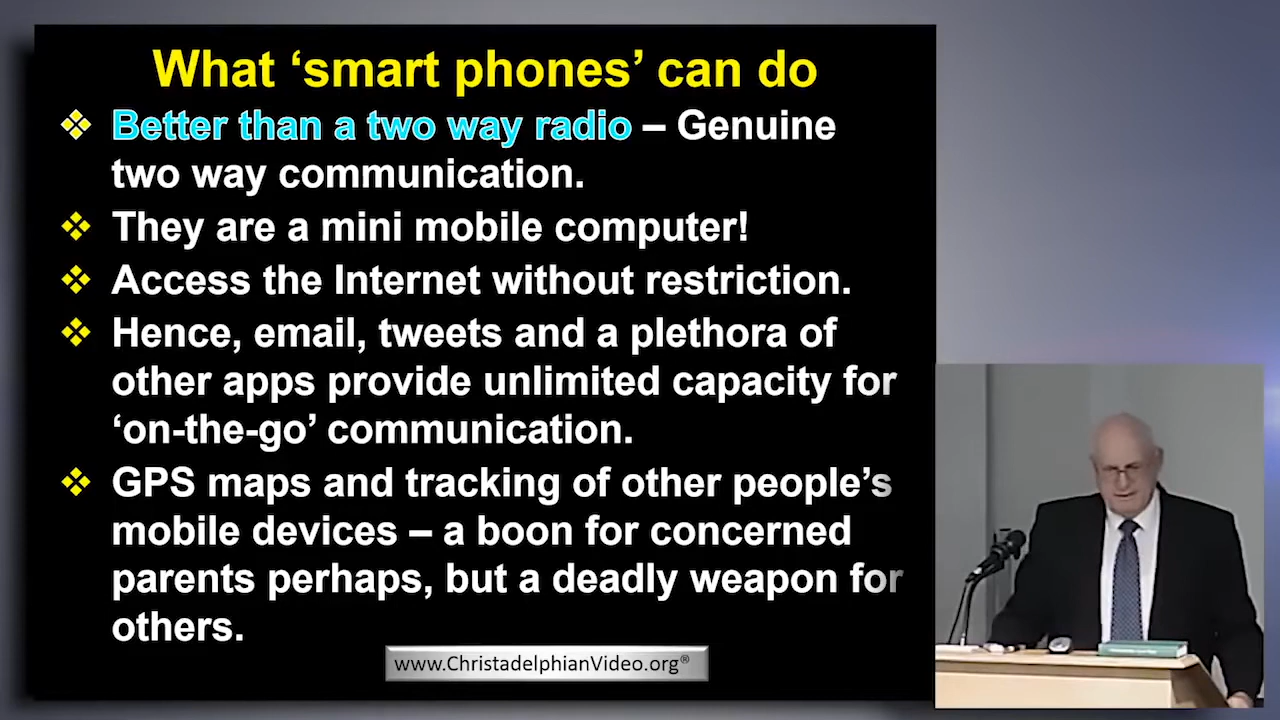 What ‘smart phones’ can do
❖ Better than a two way radio – Genuine
two way communication.
❖ They are a mini mobile computer!
❖ Access the Internet without restriction.
❖ Hence, email, tweets and a plethora of
other apps provide unlimited capacity for
‘on-the-go’ communication.
❖ GPS maps and tracking of other people’s
mobile devices – a boon for concerned
parents perhaps, but a deadly weapon for
others.
www.ChristadelphianVideo.org®